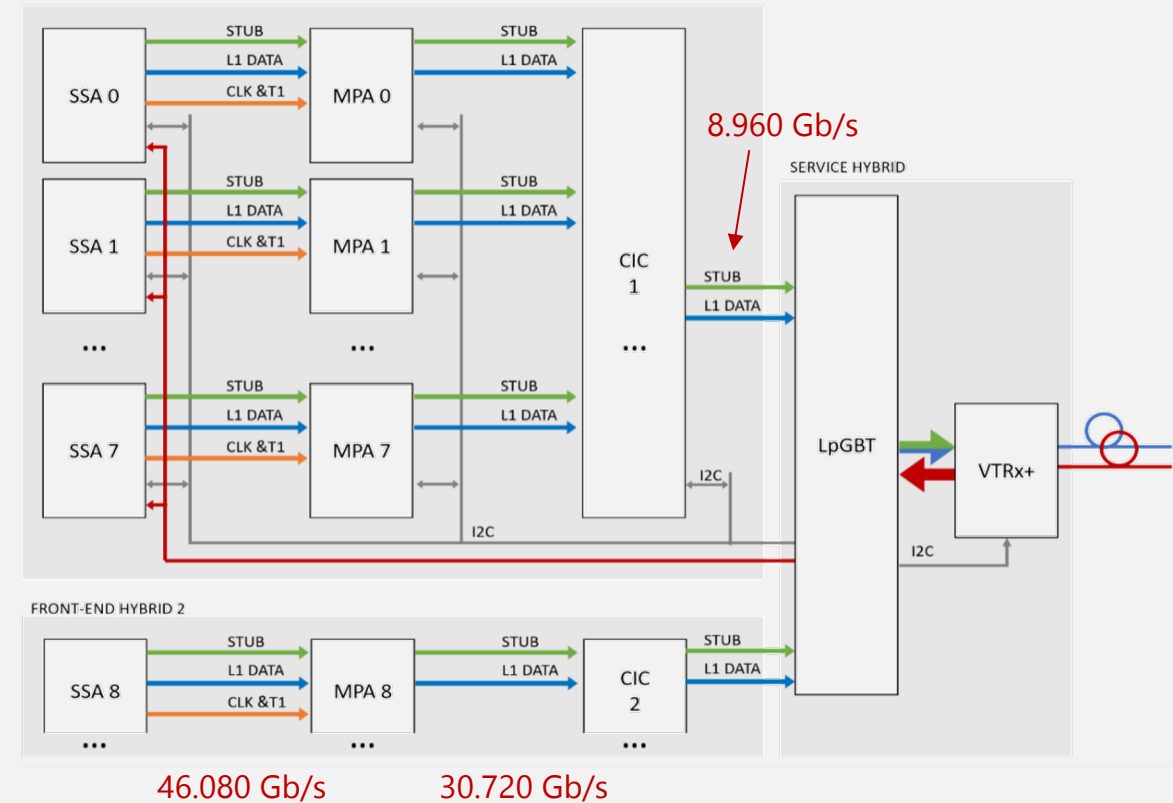 STUB
L1 DATA
CLK &T1
SSA 0
MPA 0
STUB
L1 DATA
8.960 Gb/s
SERVICE HYBRID
STUB
L1 DATA
CLK &T1
SSA 1
MPA 1
STUB
L1 DATA
CIC
1
...
STUB
L1 DATA
...
...
STUB
L1 DATA
CLK &T1
SSA 7
MPA 7
STUB
L1 DATA
LpGBT
VTRx+
I2C
I2C
I2C
FRONT-END HYBRID 2
STUB
L1 DATA
CLK &T1
SSA 8
MPA 8
STUB
L1 DATA
CIC
2
STUB
L1 DATA
...
...
...
46.080 Gb/s
30.720 Gb/s